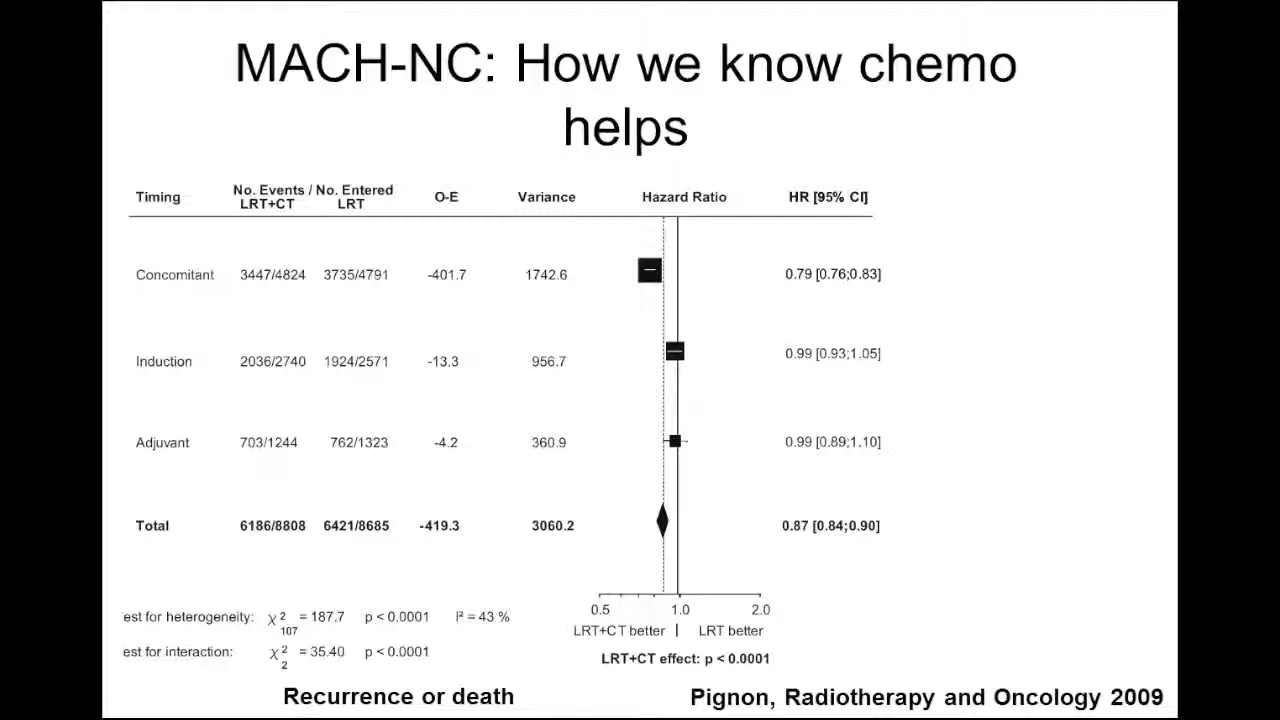 MACH-NC: How we know chemo
helps
Timing No. Events / No. Entered O-E Variance Hazard Ratio HR [95% CI]
LRT+CT LRT
Concomitant 3447/4824 3735/4791 -401.7 1742.6 0.79 [0.76;0.83]
Induction 2036/2740 1924/2571 -13.3 956.7 0.99 [0.93;1.05]
Adjuvant 703/1244 762/1323 -4.2 360.9 0.99 [0.89;1.10]
Total 6186/8808 6421/8685 -419.3 3060.2 0.87 [0.84;0.90]
0.5 1.0 2.0
est for heterogeneity: χ²₁₀₇ = 187.7 p < 0.0001 I² = 43 %
LRT+CT better | LRT better
est for interaction: χ²₂ = 35.40 p < 0.0001
LRT+CT effect: p < 0.0001
Recurrence or death Pignon, Radiotherapy and Oncology 2009